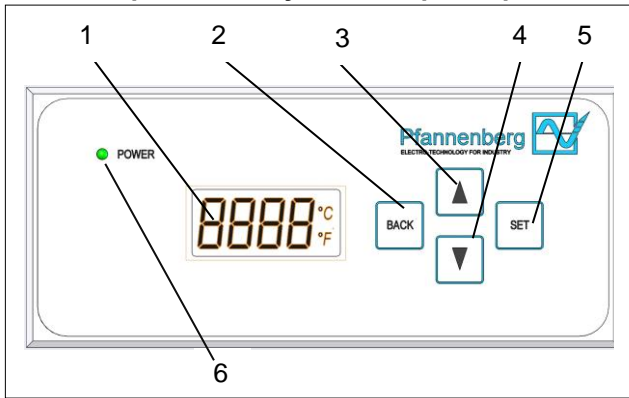 1 2 3 4 5
Pfannenberg
ELECTRO TECHNOLOGY FOR INDUSTRY
POWER
8888 °C
°F
BACK
SET
6